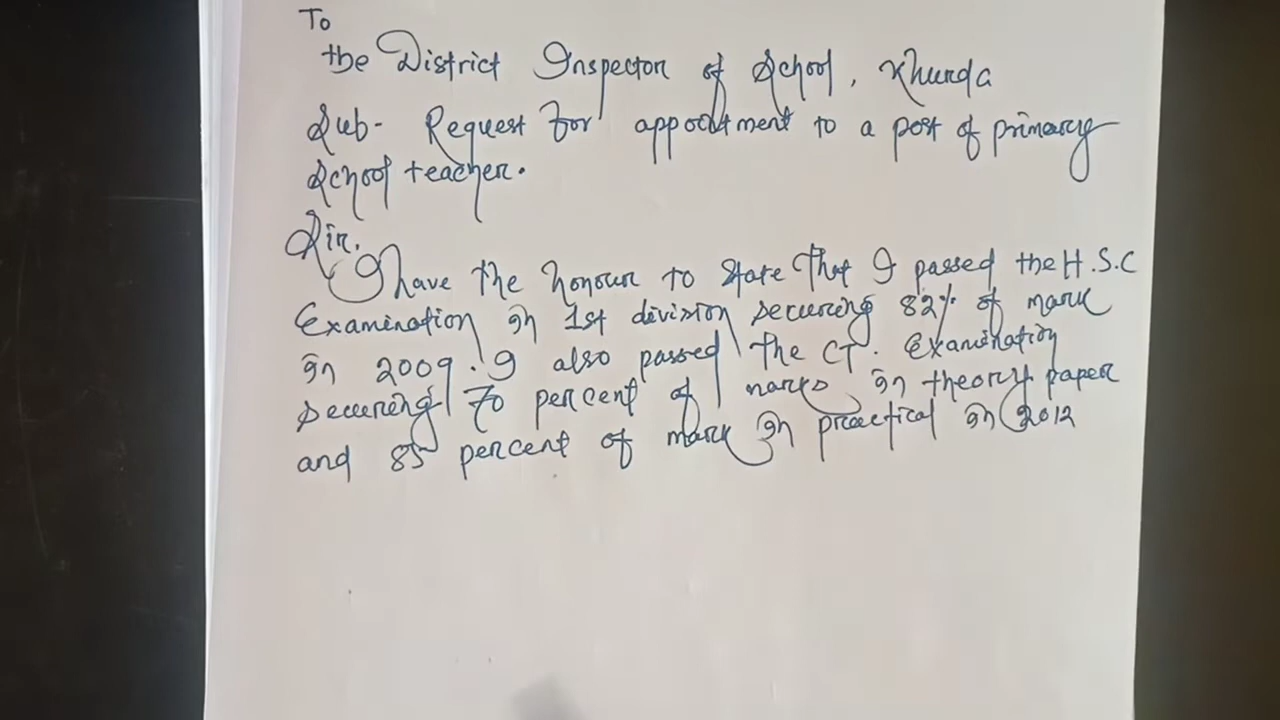 To
the District Inspector of School, Khurda
Sub- Request for appointment to a post of primary
School teacher.
Sir.
I have the honour to state that I passed the H.S.C
Examination in 1st division securing 82% of mark
in 2009. I also passed the CT. Examination
securing 70 percent of marks in theory paper
and 85 percent of mark in practical in 2012